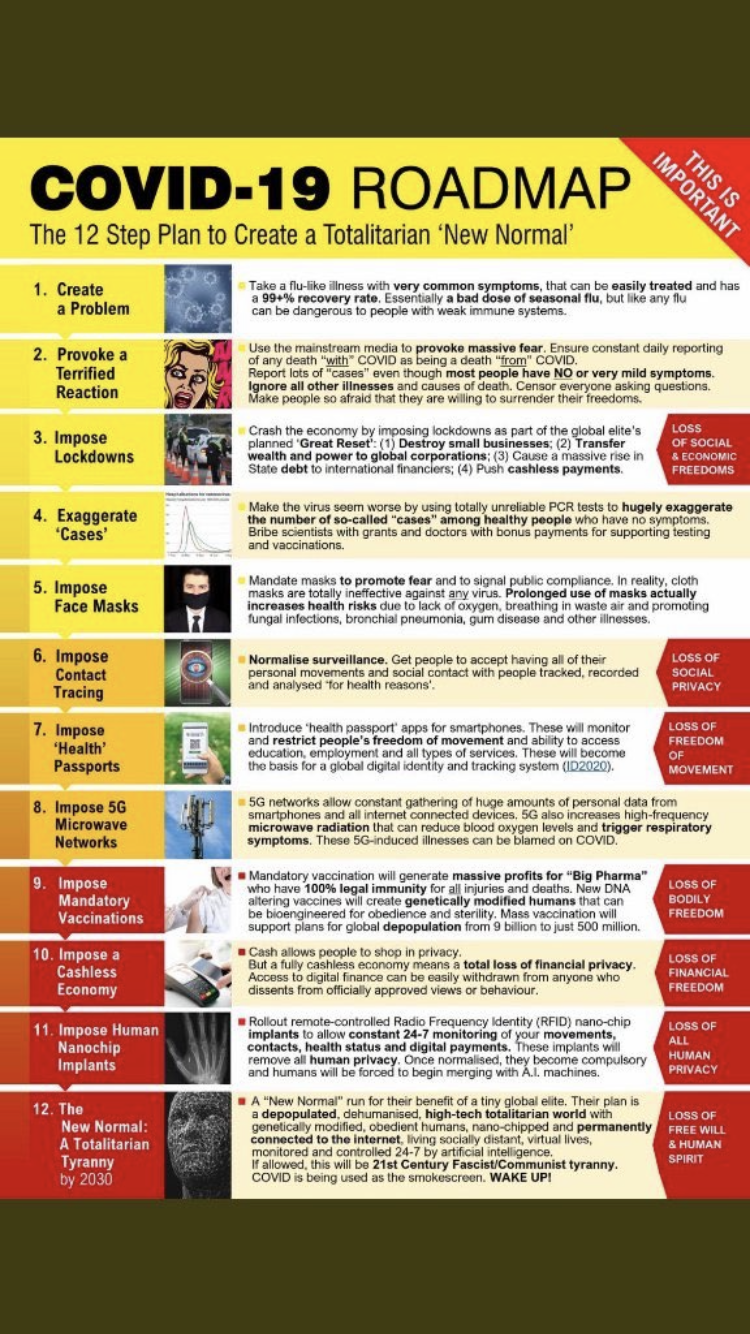 COVID-19 ROADMAP
The 12 Step Plan to Create a Totalitarian ‘New Normal’
THIS IS
IMPORTANT
1. Create
a Problem
Take a flu-like illness with very common symptoms, that can be easily treated and has
a 99+% recovery rate. Essentially a bad dose of seasonal flu, but like any flu
can be dangerous to people with weak immune systems.
2. Provoke a
Terrified
Reaction
Use the mainstream media to provoke massive fear. Ensure constant daily reporting
of any death “with” COVID as being a death “from” COVID.
Report lots of “cases” even though most people have NO or very mild symptoms.
Ignore all other illnesses and causes of death. Censor everyone asking questions.
Make people so afraid that they are willing to surrender their freedoms.
3. Impose
Lockdowns
Crash the economy by imposing lockdowns as part of the global elite’s
planned ‘Great Reset’: (1) Destroy small businesses; (2) Transfer
wealth and power to global corporations; (3) Cause a massive rise in
State debt to international financiers; (4) Push cashless payments.
LOSS
OF SOCIAL
& ECONOMIC
FREEDOMS
4. Exaggerate
‘Cases’
Make the virus seem worse by using totally unreliable PCR tests to hugely exaggerate
the number of so-called “cases” among healthy people who have no symptoms.
Bribe scientists with grants and doctors with bonus payments for supporting testing
and vaccinations.
5. Impose
Face Masks
Mandate masks to promote fear and to signal public compliance. In reality, cloth
masks are totally ineffective against any virus. Prolonged use of masks actually
increases health risks due to lack of oxygen, breathing in waste air and promoting
fungal infections, bronchial pneumonia, gum disease and other illnesses.
6. Impose
Contact
Tracing
Normalise surveillance. Get people to accept having all of their
personal movements and social contact with people tracked, recorded
and analysed ‘for health reasons’.
LOSS OF
SOCIAL
PRIVACY
7. Impose
‘Health’
Passports
Introduce ‘health passport’ apps for smartphones. These will monitor
and restrict people’s freedom of movement and ability to access
education, employment and all types of services. These will become
the basis for a global digital identity and tracking system (ID2020).
LOSS OF
FREEDOM
OF
MOVEMENT
8. Impose 5G
Microwave
Networks
5G networks allow constant gathering of huge amounts of personal data from
smartphones and all internet connected devices. 5G also increases high-frequency
microwave radiation that can reduce blood oxygen levels and trigger respiratory
symptoms. These 5G-induced illnesses can be blamed on COVID.
9. Impose
Mandatory
Vaccinations
Mandatory vaccination will generate massive profits for “Big Pharma”
who have 100% legal immunity for all injuries and deaths. New DNA
altering vaccines will create genetically modified humans that can
be bioengineered for obedience and sterility. Mass vaccination will
support plans for global depopulation from 9 billion to just 500 million.
LOSS OF
BODILY
FREEDOM
10. Impose a
Cashless
Economy
Cash allows people to shop in privacy.
But a fully cashless economy means a total loss of financial privacy.
Access to digital finance can be easily withdrawn from anyone who
dissents from officially approved views or behaviour.
LOSS OF
FINANCIAL
FREEDOM
11. Impose Human
Nanochip
Implants
Rollout remote-controlled Radio Frequency Identity (RFID) nano-chip
implants to allow constant 24-7 monitoring of your movements,
contacts, health status and digital payments. These implants will
remove all human privacy. Once normalised, they become compulsory
and humans will be forced to begin merging with A.I. machines.
LOSS OF
ALL
HUMAN
PRIVACY
12. The
New Normal:
A Totalitarian
Tyranny
by 2030
A “New Normal” run for their benefit of a tiny global elite. Their plan is
a depopulated, dehumanised, high-tech totalitarian world with
genetically modified, obedient humans, nano-chipped and permanently
connected to the internet, living socially distant, virtual lives,
monitored and controlled 24-7 by artificial intelligence.
If allowed, this will be 21st Century Fascist/Communist tyranny.
COVID is being used as the smokescreen. WAKE UP!
LOSS OF
FREE WILL
& HUMAN
SPIRIT